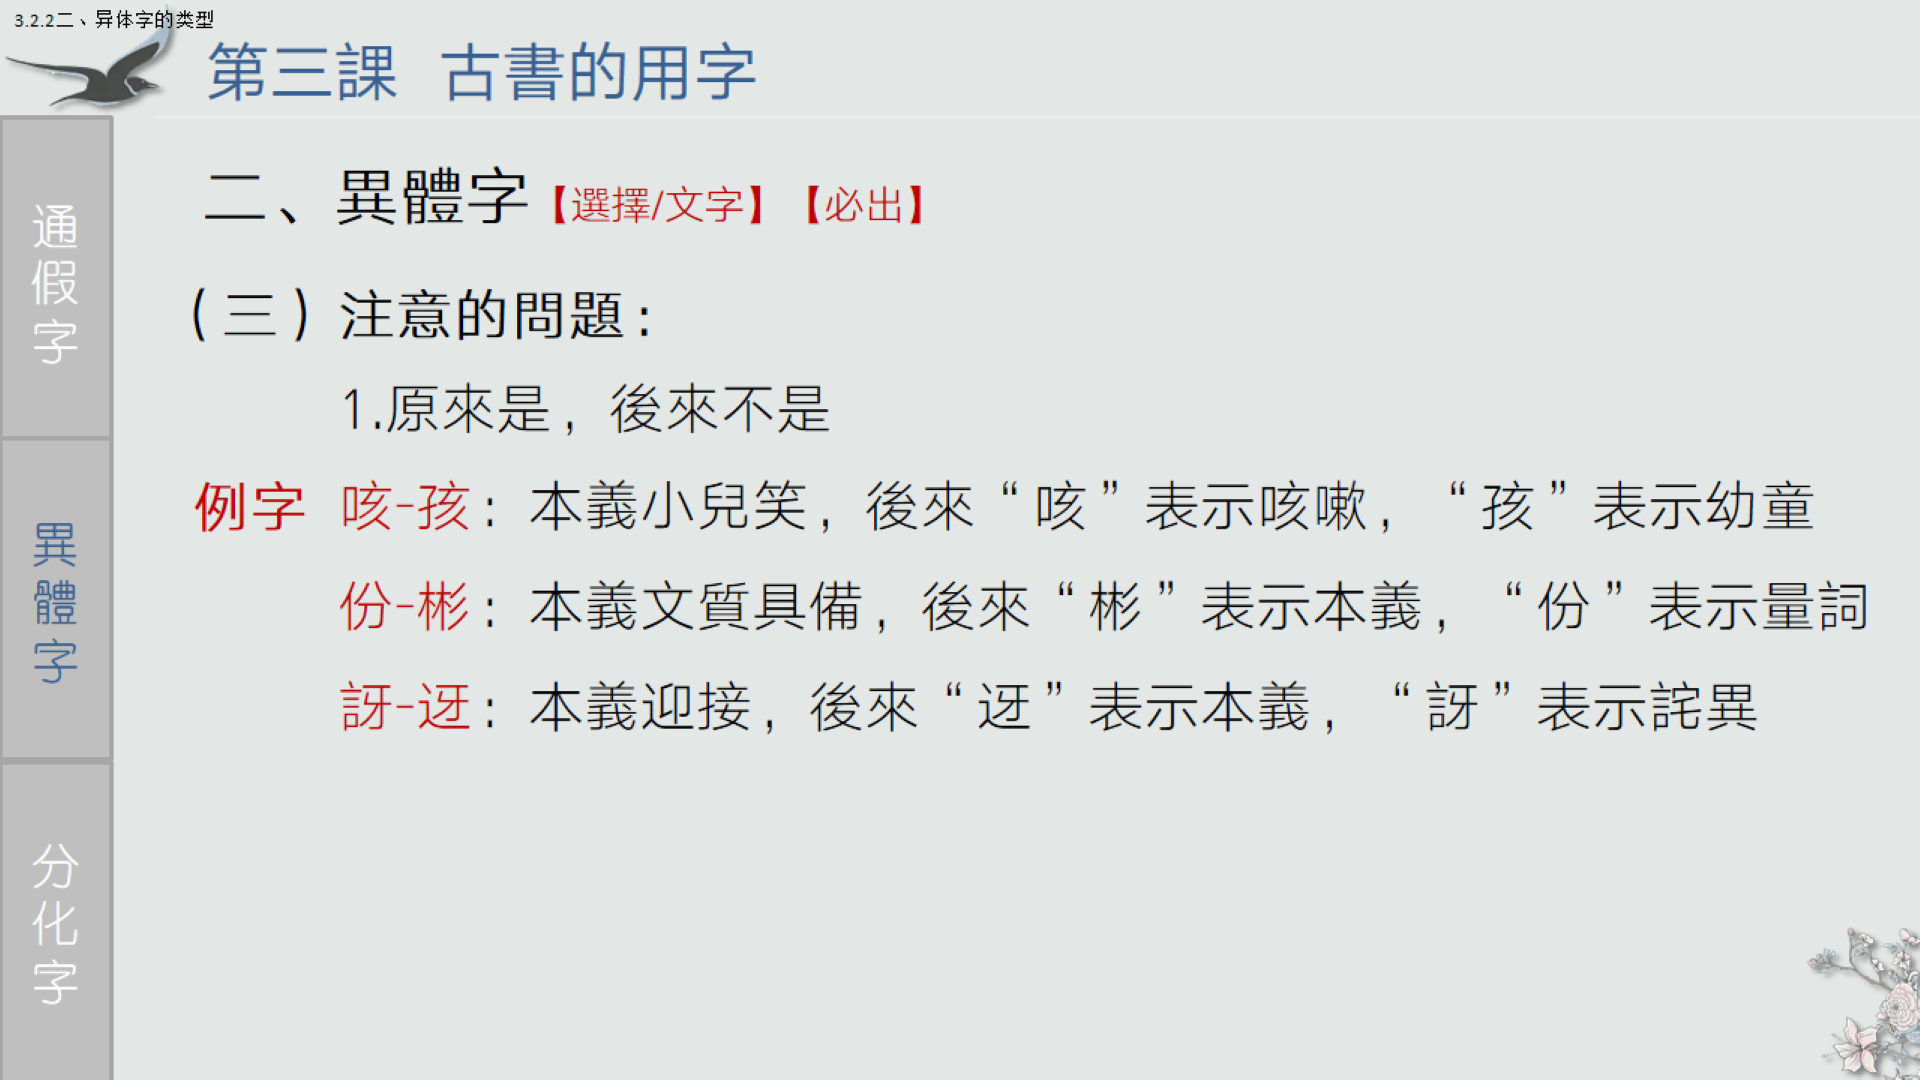 3.2.2二、异体字的类型
第三課 古書的用字
通假字
異體字
分化字
二、異體字【選擇/文字】【必出】
(三)注意的問題:
1.原來是,後來不是
例字 咳-孩:本義小兒笑,後來“咳”表示咳嗽,“孩”表示幼童
份-彬:本義文質具備,後來“彬”表示本義,“份”表示量詞
訝-迓:本義迎接,後來“迓”表示本義,“訝”表示詫異